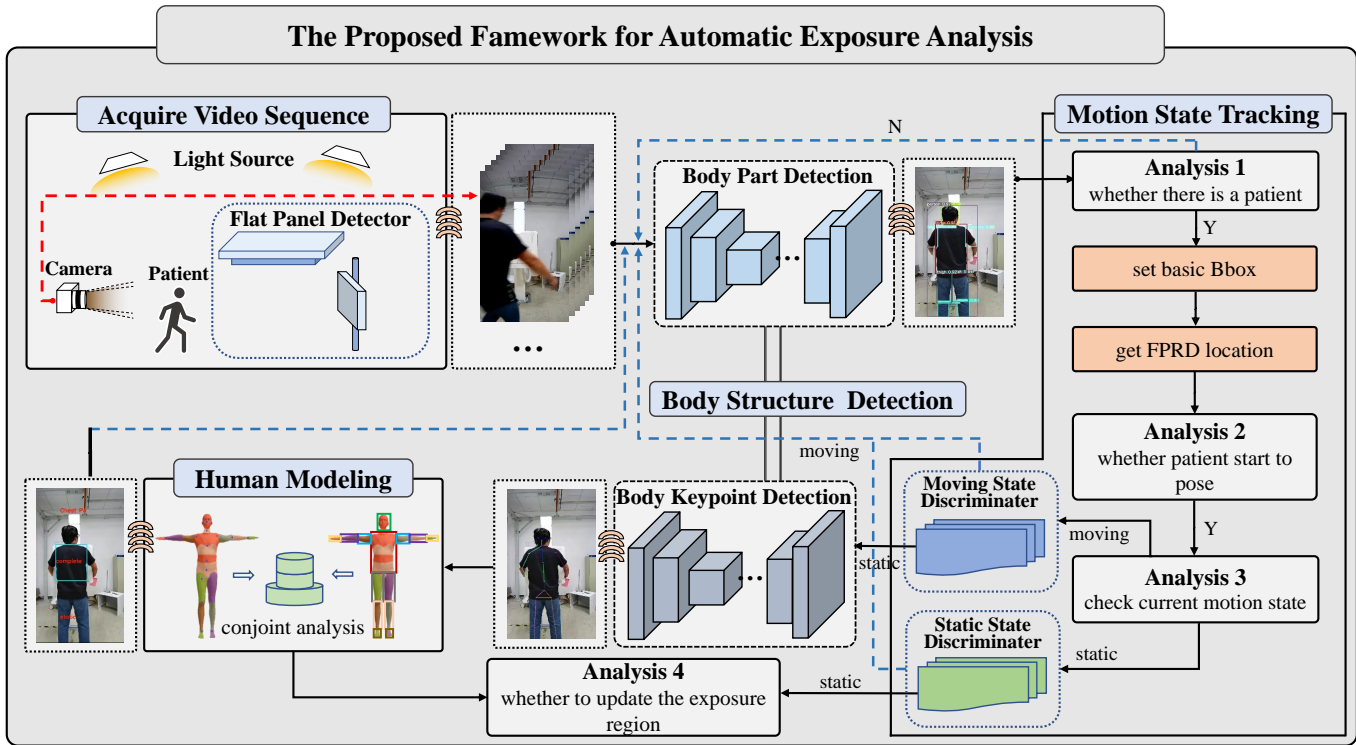 The Proposed Famework for Automatic Exposure Analysis
Acquire Video Sequence
Light Source
Flat Panel Detector
Camera
Patient
...
N
Body Part Detection
...
Motion State Tracking
Analysis 1
whether there is a patient
Y
set basic Bbox
get FPRD location
Analysis 2
whether patient start to
pose
Y
Analysis 3
check current motion state
moving
static
Body Structure Detection
moving
Moving State
Discriminater
static
Static State
Discriminater
static
Body Keypoint Detection
...
Human Modeling
conjoint analysis
complete
Analysis 4
whether to update the exposure
region